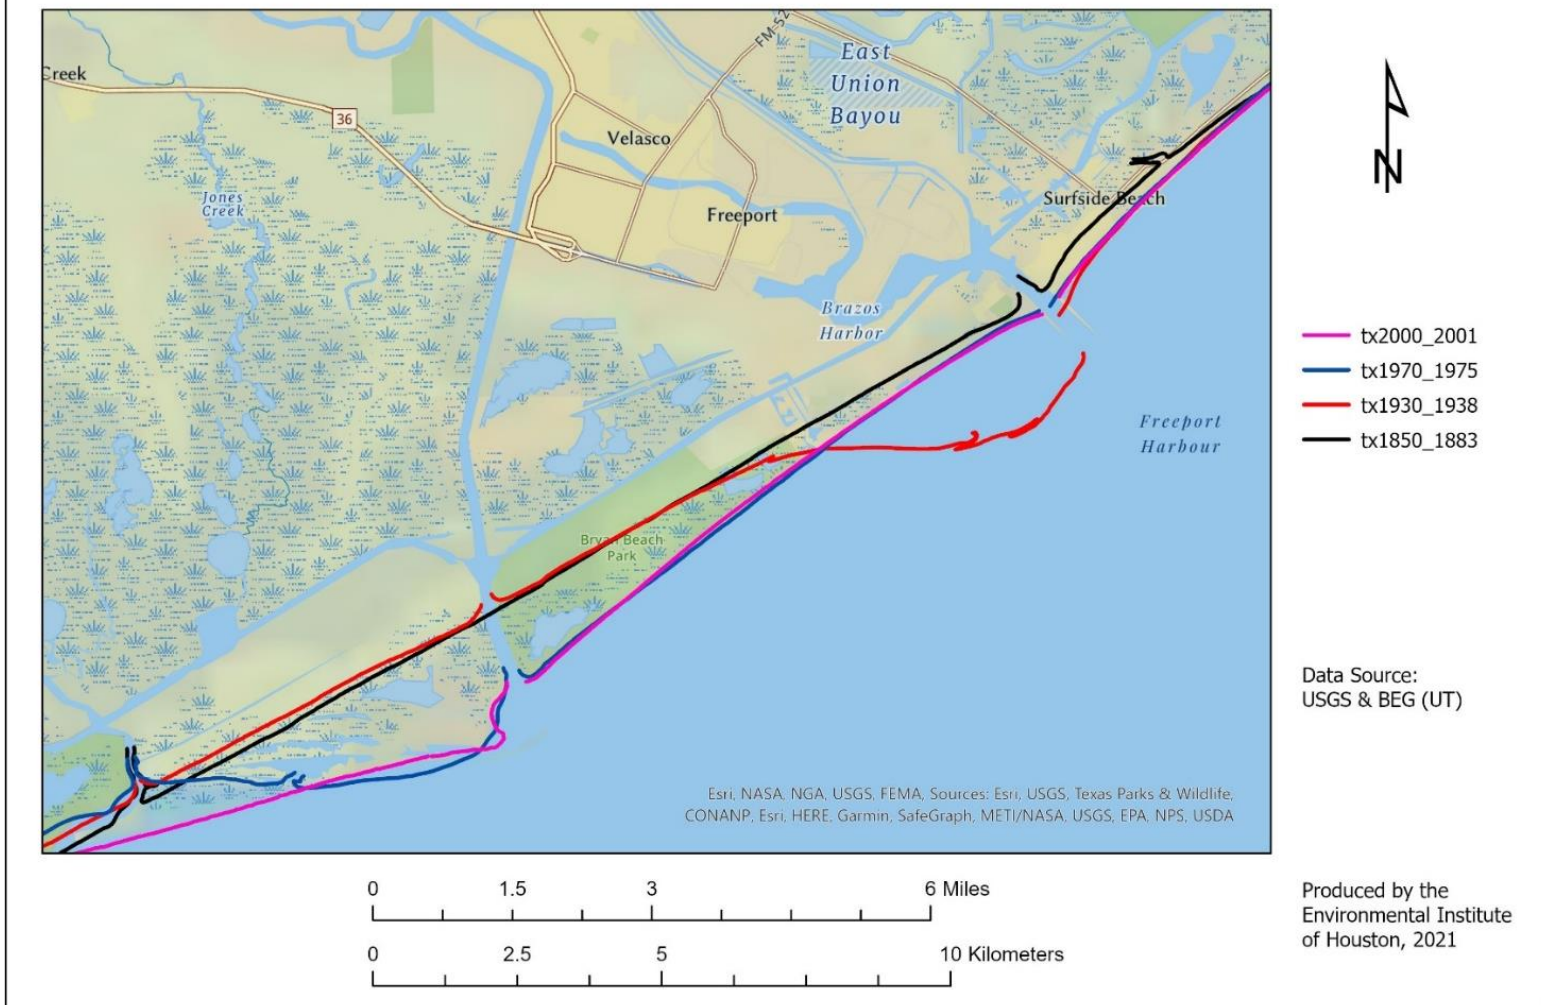 Creek
36
FM-52
East
Union
Bayou
Velasco
Jones
Creek
Freeport
Surfside Beach
Brazos
Harbor
Freeport
Harbour
Bryan Beach
Park
Esri, NASA, NGA, USGS, FEMA, Sources: Esri, USGS, Texas Parks & Wildlife,
CONANP, Esri, HERE, Garmin, SafeGraph, METI/NASA, USGS, EPA, NPS, USDA
N
tx2000_2001
tx1970_1975
tx1930_1938
tx1850_1883
Data Source:
USGS & BEG (UT)
Produced by the
Environmental Institute
of Houston, 2021
0 1.5 3 6 Miles
0 2.5 5 10 Kilometers